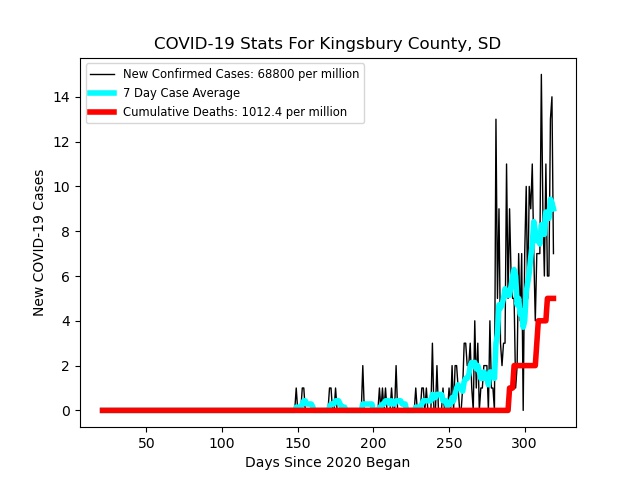 COVID-19 Stats For Kingsbury County, SD
New Confirmed Cases: 68800 per million
7 Day Case Average
Cumulative Deaths: 1012.4 per million
New COVID-19 Cases
14
12
10
8
6
4
2
0
50 100 150 200 250 300
Days Since 2020 Began